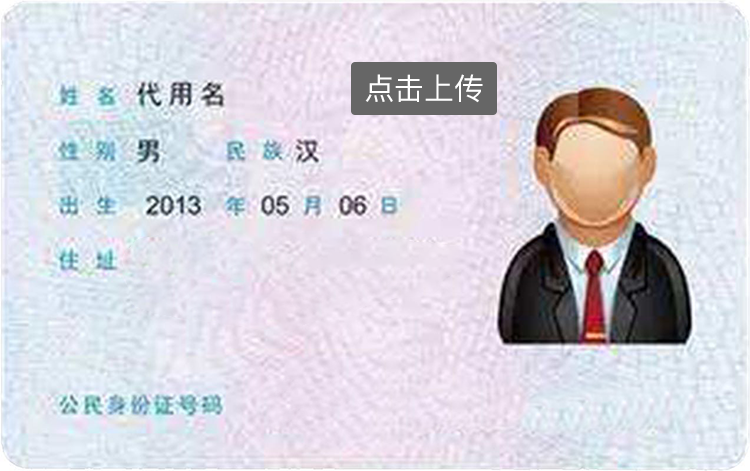 点击上传
姓名 代用名
性别 男 民族 汉
出生 2013 年 05 月 06 日
住址
公民身份证号码